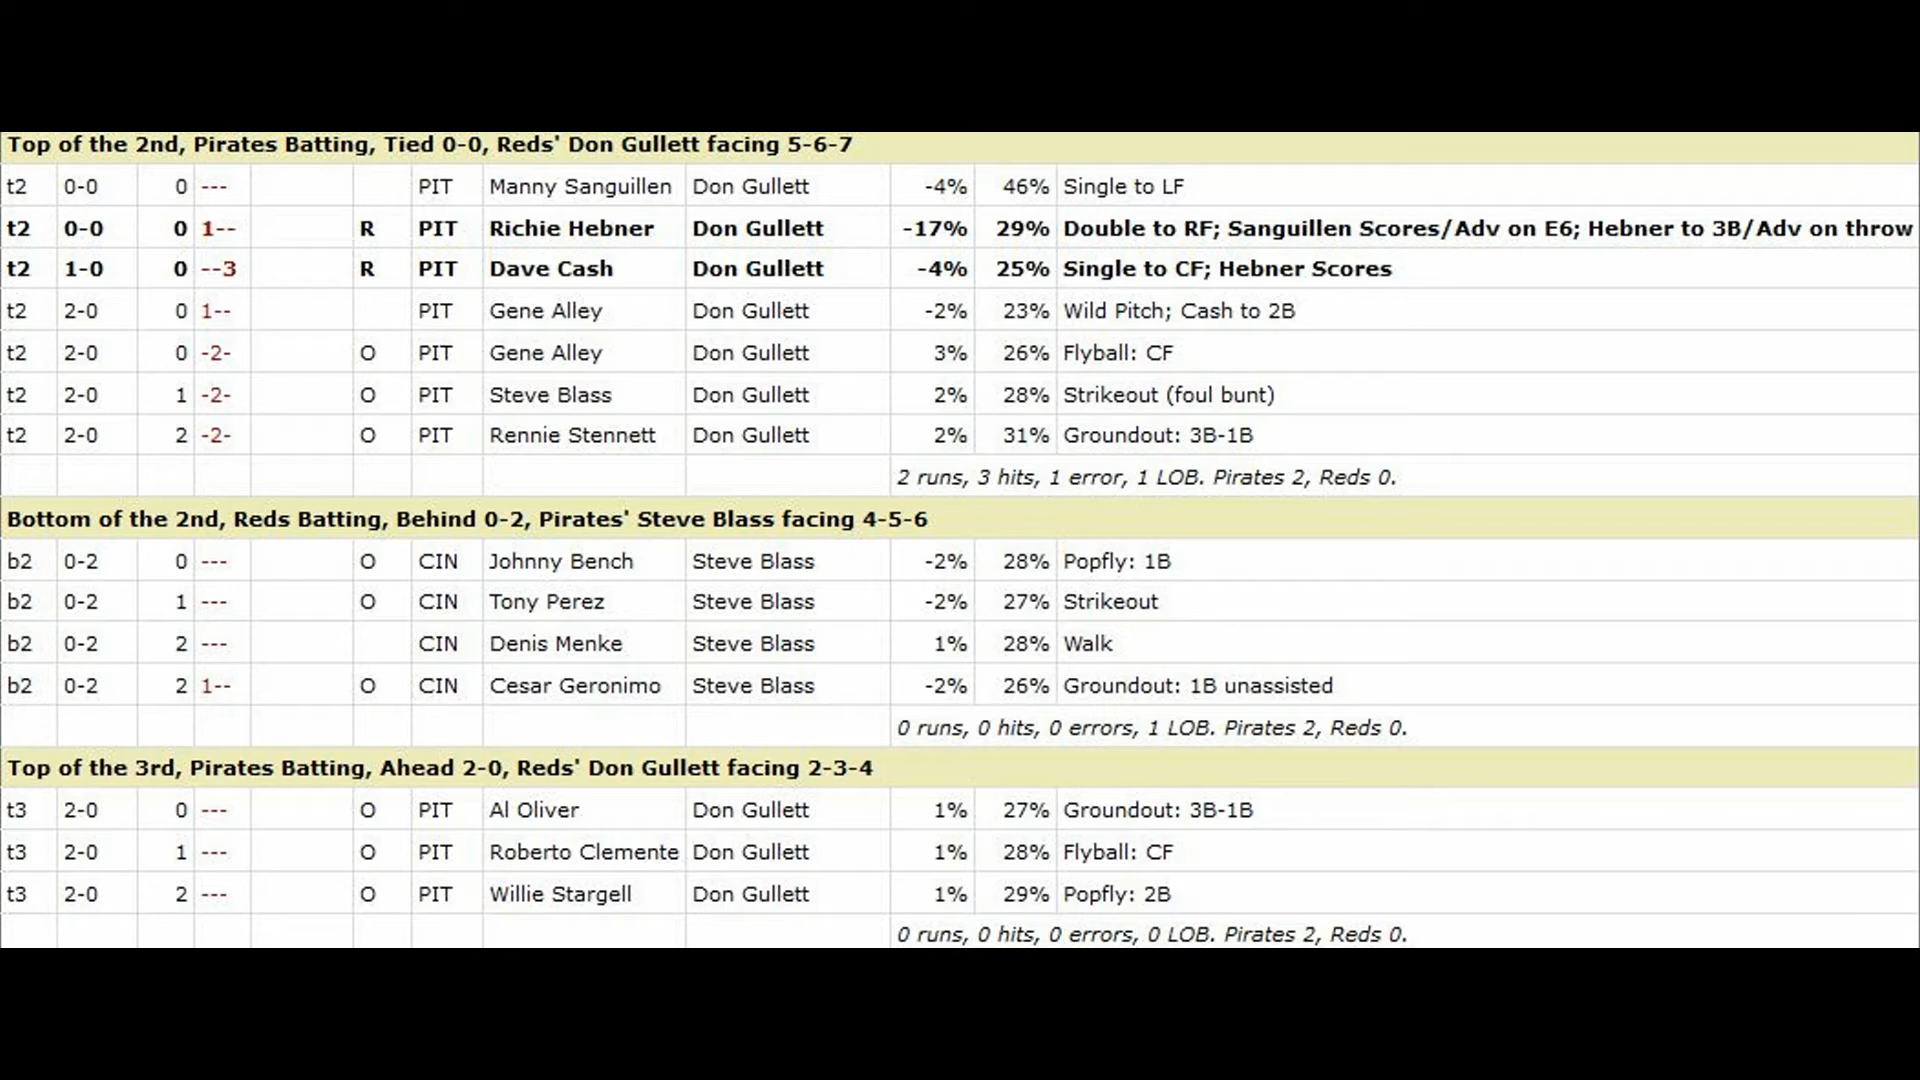 Top of the 2nd, Pirates Batting, Tied 0-0, Reds' Don Gullett facing 5-6-7
t2 0-0 0 --- PIT Manny Sanguillen Don Gullett -4% 46% Single to LF
t2 0-0 0 1-- R PIT Richie Hebner Don Gullett -17% 29% Double to RF; Sanguillen Scores/Adv on E6; Hebner to 3B/Adv on throw
t2 1-0 0 --3 R PIT Dave Cash Don Gullett -4% 25% Single to CF; Hebner Scores
t2 2-0 0 1-- PIT Gene Alley Don Gullett -2% 23% Wild Pitch; Cash to 2B
t2 2-0 0 -2- O PIT Gene Alley Don Gullett 3% 26% Flyball: CF
t2 2-0 1 -2- O PIT Steve Blass Don Gullett 2% 28% Strikeout (foul bunt)
t2 2-0 2 -2- O PIT Rennie Stennett Don Gullett 2% 31% Groundout: 3B-1B
2 runs, 3 hits, 1 error, 1 LOB. Pirates 2, Reds 0.
Bottom of the 2nd, Reds Batting, Behind 0-2, Pirates' Steve Blass facing 4-5-6
b2 0-2 0 --- O CIN Johnny Bench Steve Blass -2% 28% Popfly: 1B
b2 0-2 1 --- O CIN Tony Perez Steve Blass -2% 27% Strikeout
b2 0-2 2 --- CIN Denis Menke Steve Blass 1% 28% Walk
b2 0-2 2 1-- O CIN Cesar Geronimo Steve Blass -2% 26% Groundout: 1B unassisted
0 runs, 0 hits, 0 errors, 1 LOB. Pirates 2, Reds 0.
Top of the 3rd, Pirates Batting, Ahead 2-0, Reds' Don Gullett facing 2-3-4
t3 2-0 0 --- O PIT Al Oliver Don Gullett 1% 27% Groundout: 3B-1B
t3 2-0 1 --- O PIT Roberto Clemente Don Gullett 1% 28% Flyball: CF
t3 2-0 2 --- O PIT Willie Stargell Don Gullett 1% 29% Popfly: 2B
0 runs, 0 hits, 0 errors, 0 LOB. Pirates 2, Reds 0.